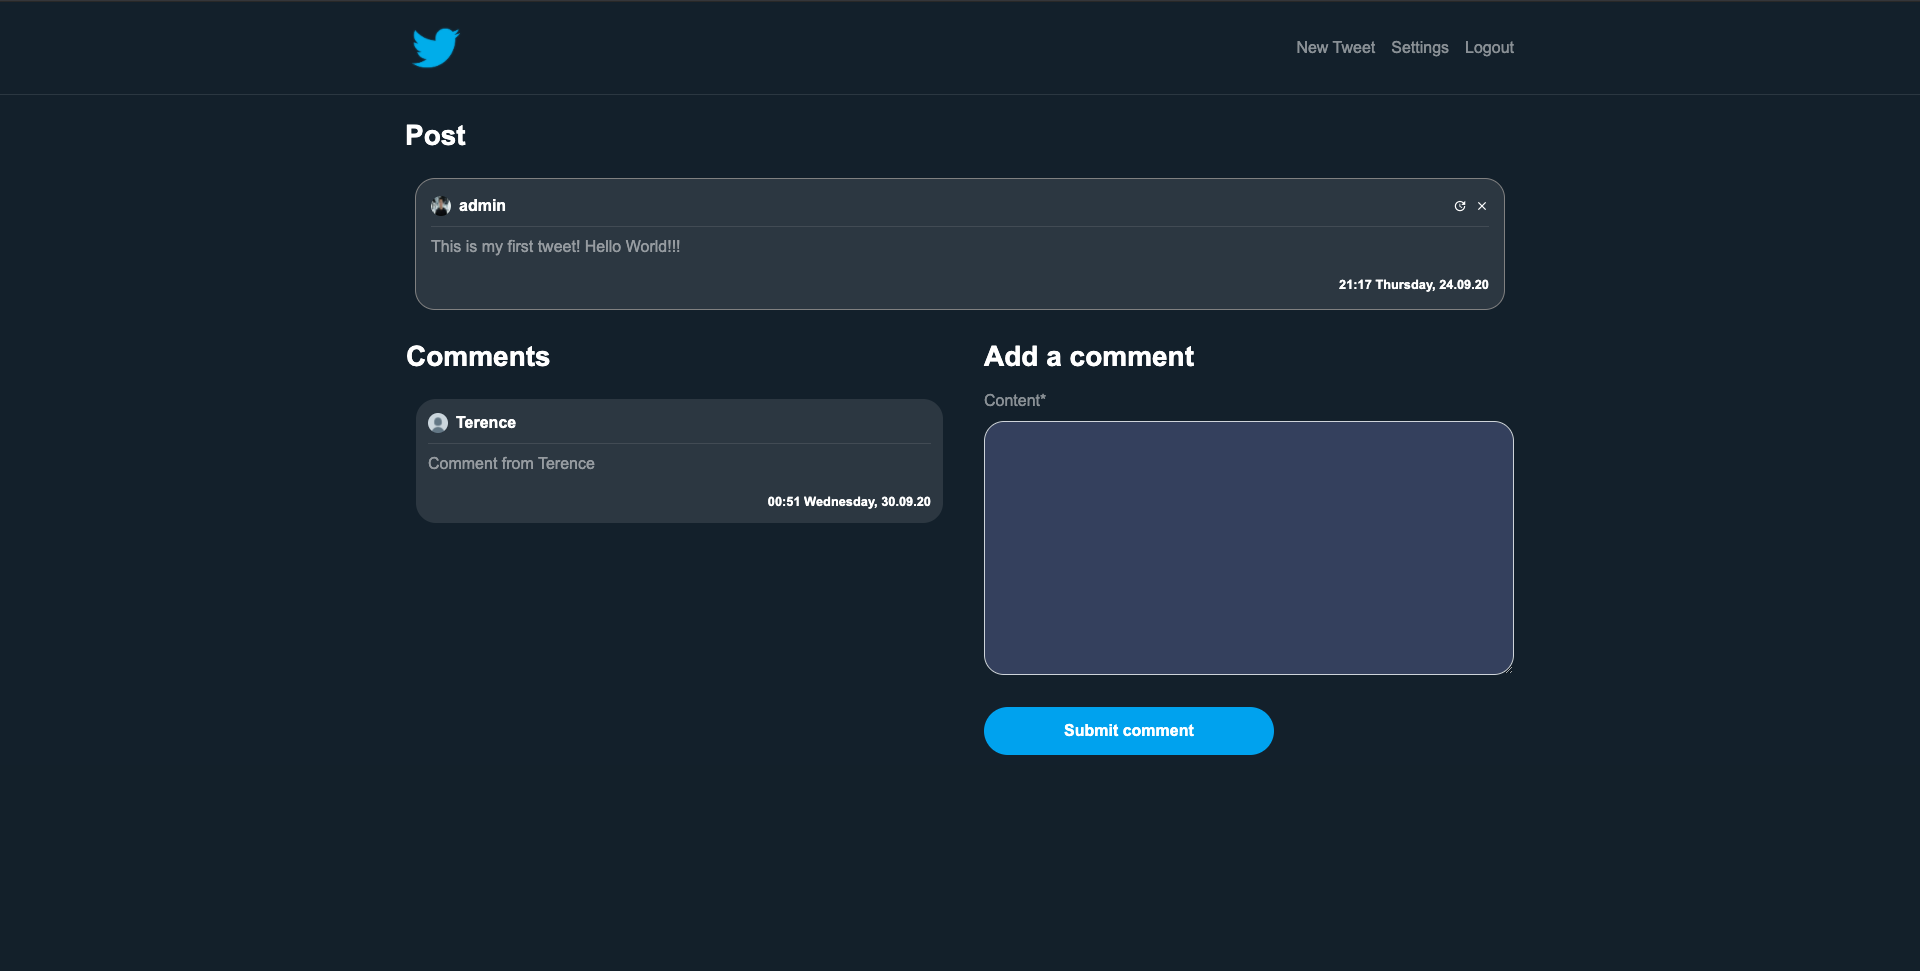 New Tweet Settings Logout
Post
admin
This is my first tweet! Hello World!!!
21:17 Thursday, 24.09.20
Comments
Terence
Comment from Terence
00:51 Wednesday, 30.09.20
Add a comment
Content*
Submit comment